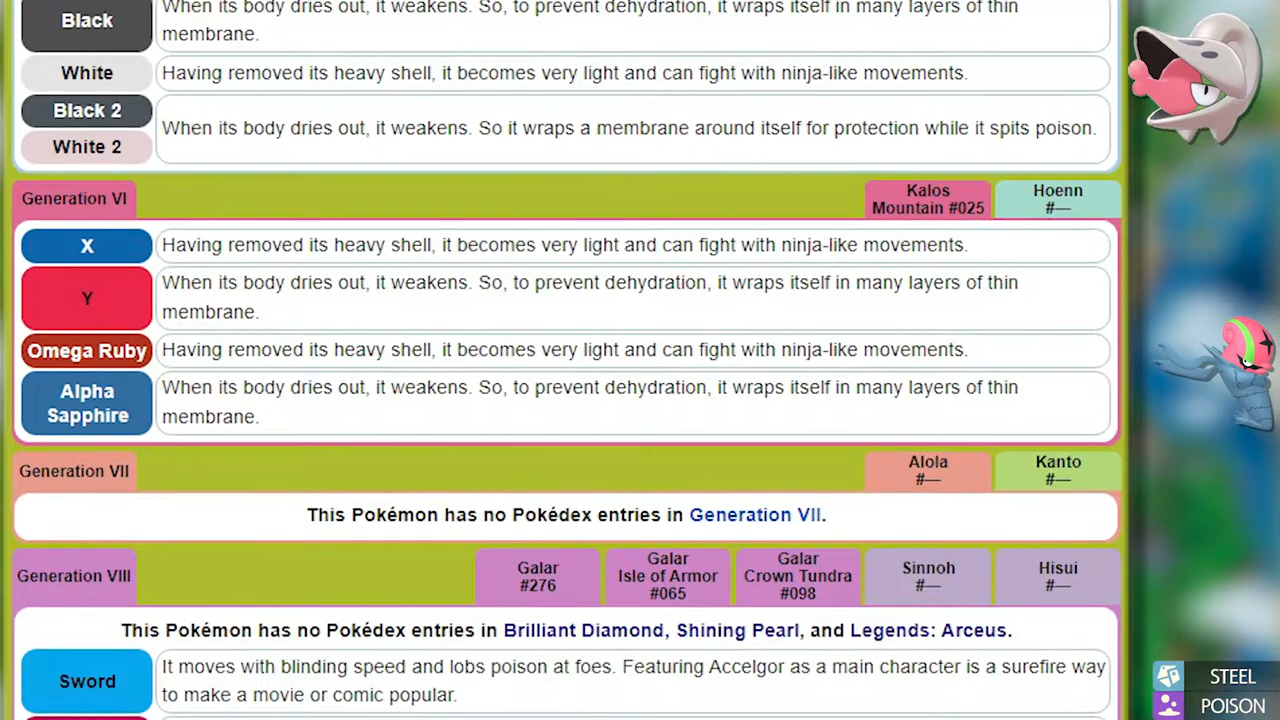 When its body dries out, it weakens. So, to prevent dehydration, it wraps itself in many layers of thin
Black
membrane.
White
Having removed its heavy shell, it becomes very light and can fight with ninja-like movements.
Black 2
When its body dries out, it weakens. So it wraps a membrane around itself for protection while it spits poison.
White 2
Generation VI
Kalos
Mountain #025
Hoenn
#—
X
Having removed its heavy shell, it becomes very light and can fight with ninja-like movements.
Y
When its body dries out, it weakens. So, to prevent dehydration, it wraps itself in many layers of thin
membrane.
Omega Ruby
Having removed its heavy shell, it becomes very light and can fight with ninja-like movements.
Alpha
Sapphire
When its body dries out, it weakens. So, to prevent dehydration, it wraps itself in many layers of thin
membrane.
Generation VII
Alola
#—
Kanto
#—
This Pokémon has no Pokédex entries in Generation VII.
Generation VIII
Galar
#276
Galar
Isle of Armor
#065
Galar
Crown Tundra
#098
Sinnoh
#—
Hisui
#—
This Pokémon has no Pokédex entries in Brilliant Diamond, Shining Pearl, and Legends: Arceus.
Sword
It moves with blinding speed and lobs poison at foes. Featuring Accelgor as a main character is a surefire way
to make a movie or comic popular.
STEEL
POISON